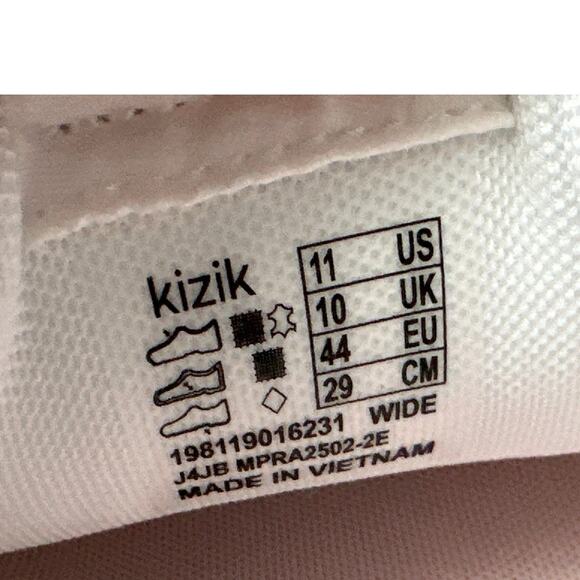 kizik
11 US
10 UK
44 EU
29 CM
198119016231 WIDE
J4JB MPRA2502-2E
MADE IN VIETNAM